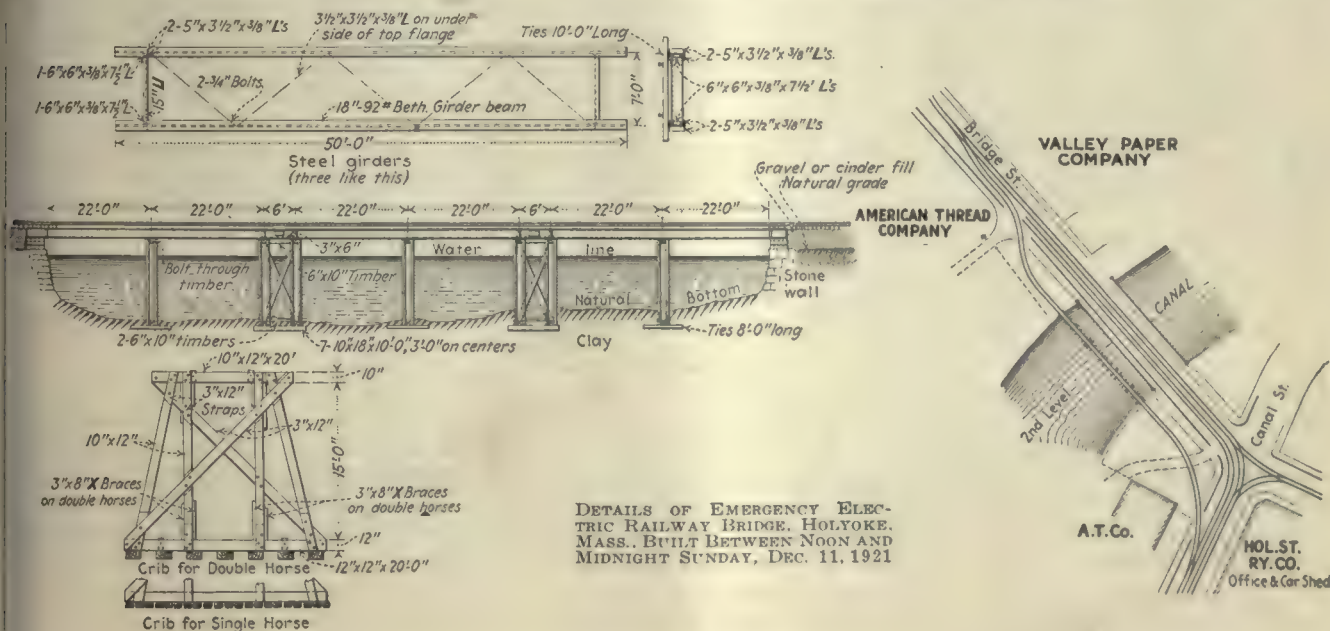 2-5"x3½"x⅜"L's
3½"x3½"x⅜"L on under
side of top flange
Ties 10'-0" Long
2-5"x3½"x⅜"L's.
1-6"x6"x⅜"x7½"L
15"
2-¾" Bolts.
7'-0"
6"x6"x⅜"x7½' L's
1-6"x6"x⅜"x7½"L
18"-92# Beth. Girder beam
2-5"x3½"x⅜"L's
50'-0"
Steel girders
(three like this)
Gravel or cinder fill
Natural grade
22'-0" 22'-0" 6' 22'-0" 22'-0" 6' 22'-0" 22'-0"
3"x6" Water line
Bolt through
timber
6"x10" Timber
Stone
wall
Natural Bottom
2-6"x10" timbers
7-10"x18"x10'-0", 3'-0" on centers
Clay
Ties 8'-0" long
10"x12"x20'
10"
3"x12"
Straps
3"x12"
10"x12"
15'-0"
3"x8" X Braces
on double horses
3"x8" X Braces
on double horses
12"
Crib for Double Horse
12"x12"x20'-0"
Crib for Single Horse
DETAILS OF EMERGENCY ELEC-
TRIC RAILWAY BRIDGE, HOLYOKE,
MASS., BUILT BETWEEN NOON AND
MIDNIGHT SUNDAY, DEC. 11, 1921
Bridge St.
VALLEY PAPER
COMPANY
AMERICAN THREAD
COMPANY
CANAL
2nd Level
Canal St.
A.T.Co.
HOL.ST.
RY.CO.
Office & Car Shed